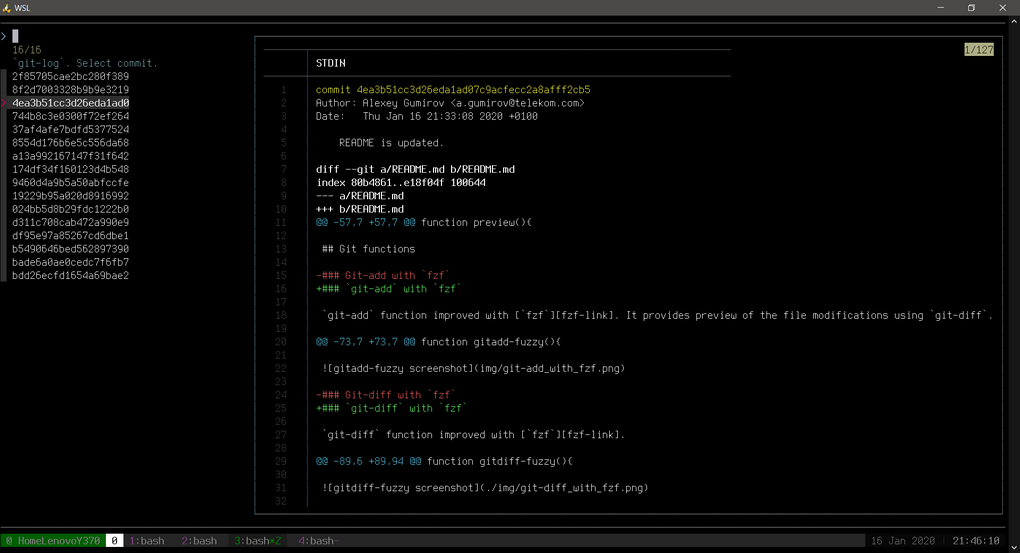 WSL
>
16/16
`git-log`. Select commit.
2f85705cae2bc280f389
8f2d7003328b9b9e3219
> 4ea3b51cc3d26eda1ad0
744b8c3e0300f72ef264
37af4afe7bdfd5377524
8554d176b6e5c556da68
a13a992167147f31f642
174df34f160123d4b548
9460d4a9b5a50abfccfe
19229b95a020d8916992
024bb5d8b29fdc1222b0
d311c708cab472a990e9
df95e97a85267cd6dbe1
b5490646bed562897390
bade6a0ae0cedc7f6fb7
bdd26ecfd1654a69bae2
1/127
STDIN
1 commit 4ea3b51cc3d26eda1ad07c9acfecc2a8afff2cb5
2 Author: Alexey Gumirov <a.gumirov@telekom.com>
3 Date:   Thu Jan 16 21:33:08 2020 +0100
4
5     README is updated.
6
7 diff --git a/README.md b/README.md
8 index 80b4861..e18f04f 100644
9 --- a/README.md
10 +++ b/README.md
11 @@ -57,7 +57,7 @@ function preview(){
12
13  ## Git functions
14
15 -### Git-add with `fzf`
16 +### `git-add` with `fzf`
17
18  `git-add` function improved with [`fzf`][fzf-link]. It provides preview of the file modifications using `git-diff`.
19
20 @@ -73,7 +73,7 @@ function gitadd-fuzzy(){
21
22  ![gitadd-fuzzy screenshot](img/git-add_with_fzf.png)
23
24 -### Git-diff with `fzf`
25 +### `git-diff` with `fzf`
26
27  `git-diff` function improved with [`fzf`][fzf-link].
28
29 @@ -89,6 +89,94 @@ function gitdiff-fuzzy(){
30
31  ![gitdiff-fuzzy screenshot](./img/git-diff_with_fzf.png)
32
@ HomeLenovoY370 0 1:bash 2:bash 3:bash*Z 4:bash- 16 Jan 2020 21:46:10